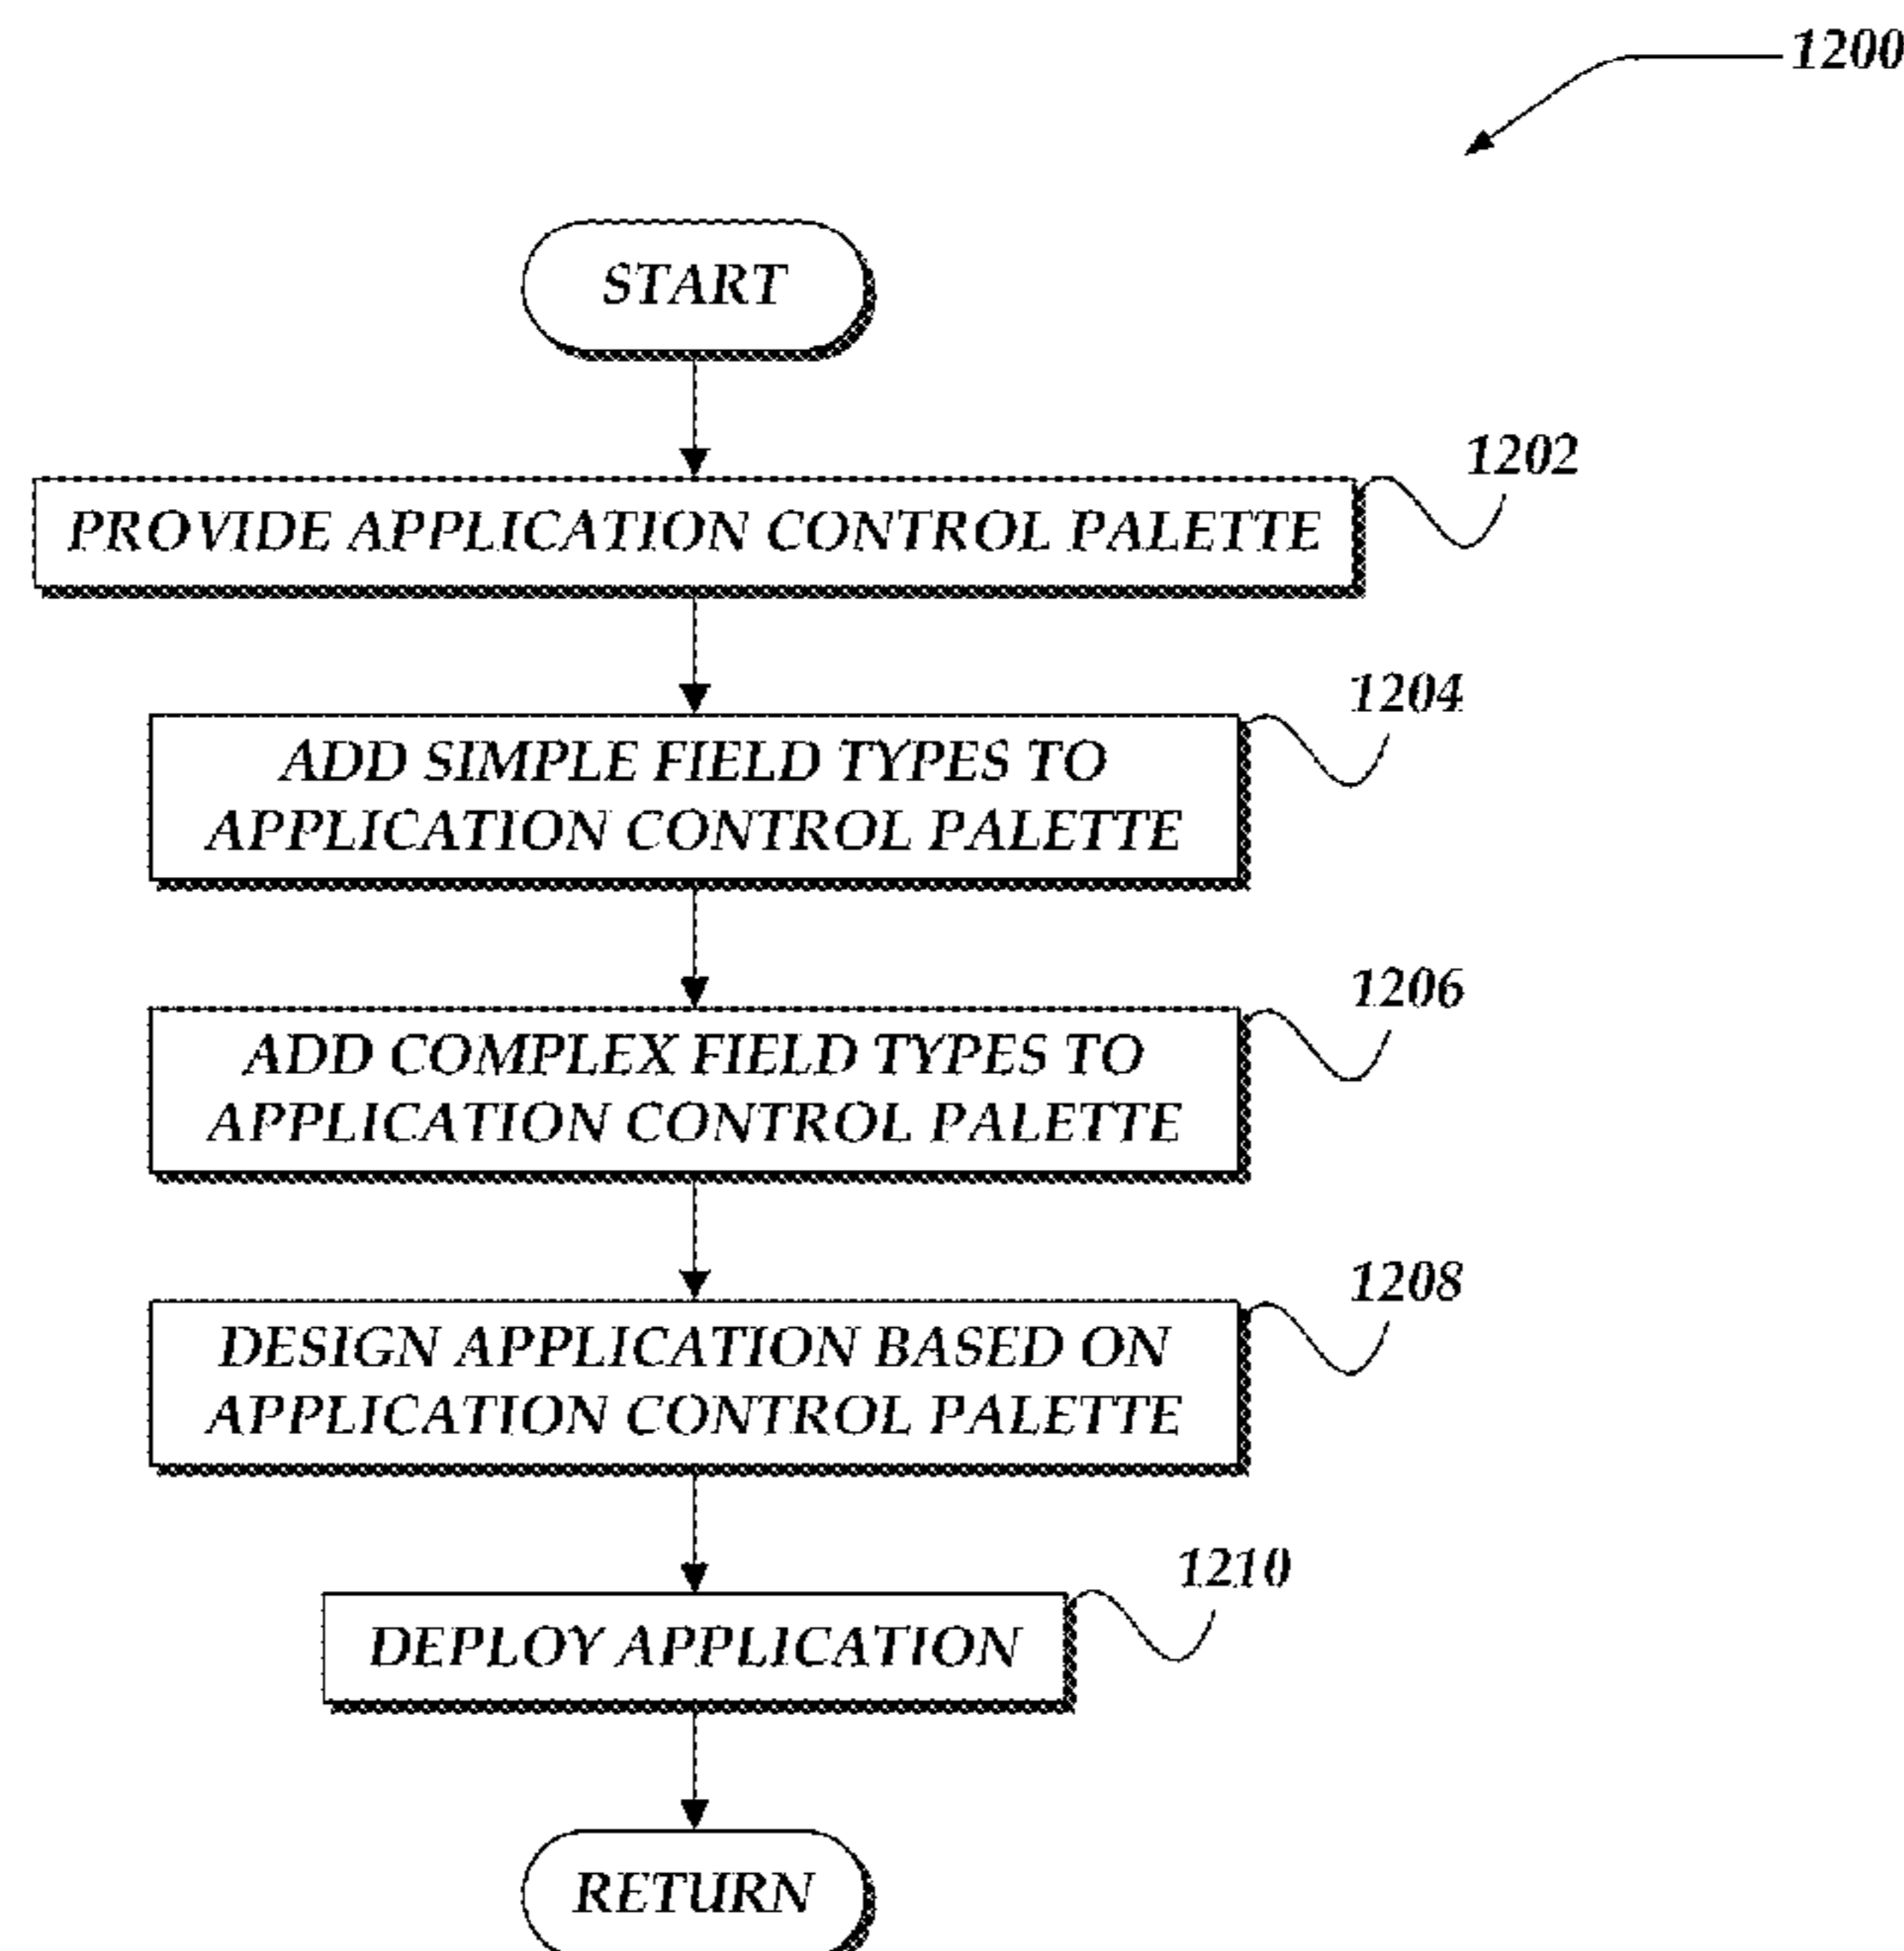 1200
START
1202
PROVIDE APPLICATION CONTROL PALETTE
1204
ADD SIMPLE FIELD TYPES TO
APPLICATION CONTROL PALETTE
1206
ADD COMPLEX FIELD TYPES TO
APPLICATION CONTROL PALETTE
1208
DESIGN APPLICATION BASED ON
APPLICATION CONTROL PALETTE
1210
DEPLOY APPLICATION
RETURN